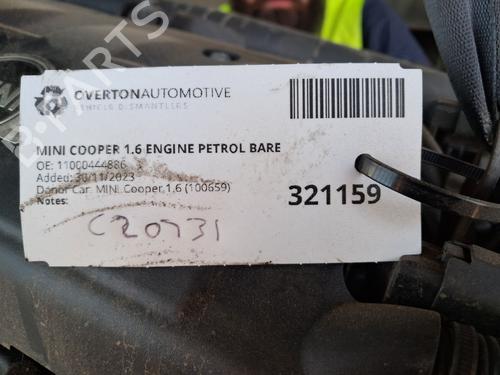 OVERTONAUTOMOTIVE
VEHICLE DISMANTLERS
MINI COOPER 1.6 ENGINE PETROL BARE
OE: 11000444886
Added: 30/11/2023
Donor Car: MINI Cooper 1.6 (100659)
Notes:
321159
C20731